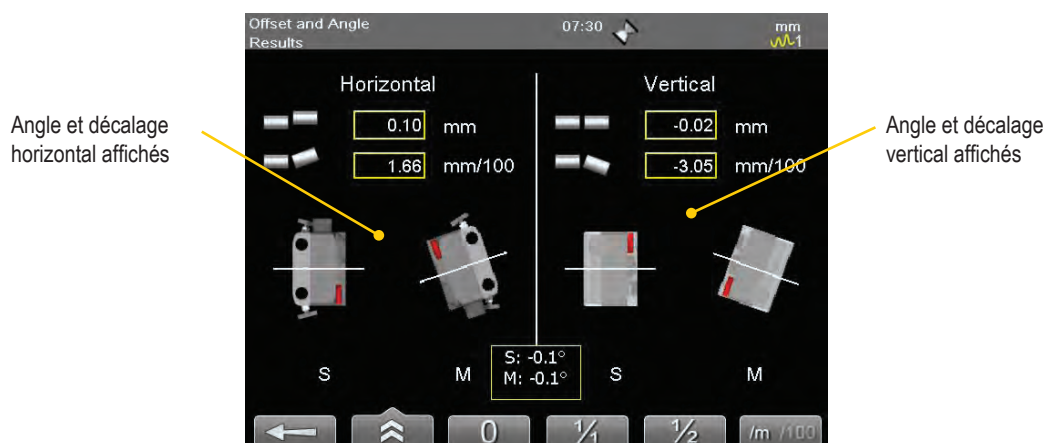 Offset and Angle
Results
07:30
mm
1
Horizontal
Vertical
Angle et décalage
horizontal affichés
0.10 mm
1.66 mm/100
-0.02 mm
-3.05 mm/100
Angle et décalage
vertical affichés
S
M
S: -0.1°
M: -0.1°
S
M
0
1/1
1/2
/m /100